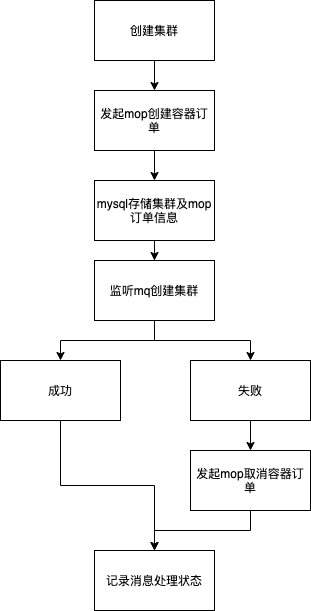 创建集群
发起mop创建容器订
单
mysql存储集群及mop
订单信息
监听mq创建集群
成功
失败
发起mop取消容器订
单
记录消息处理状态